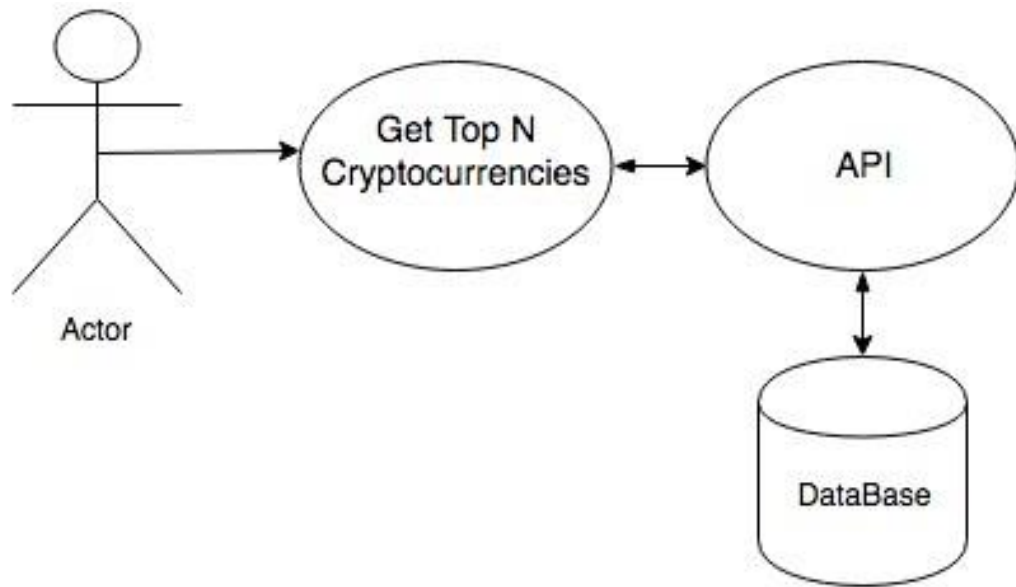 Get Top N
Cryptocurrencies
API
Actor
DataBase